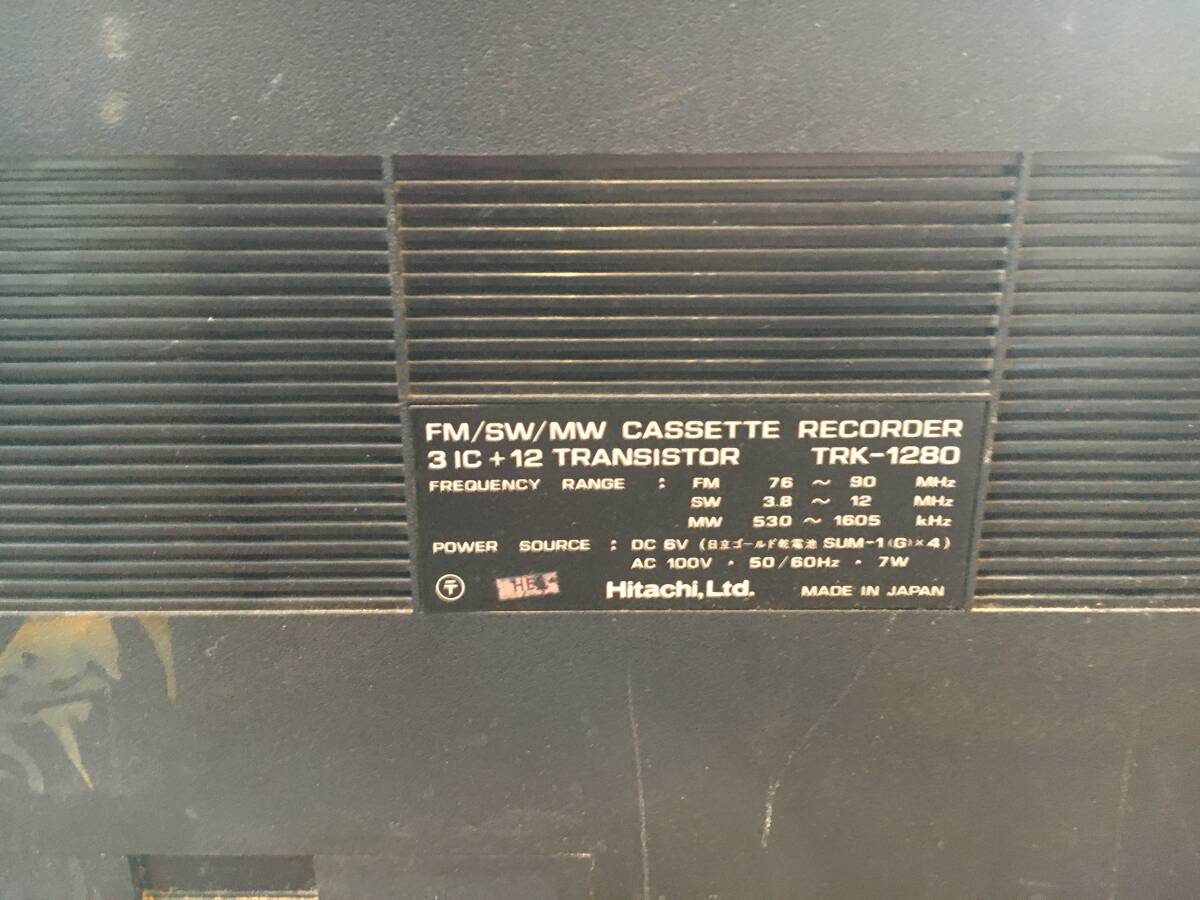 FM/SW/MW CASSETTE RECORDER
3 IC + 12 TRANSISTOR TRK-1280
FREQUENCY RANGE : FM 76 ~ 90 MHz
SW 3.8 ~ 12 MHz
MW 530 ~ 1605 kHz
POWER SOURCE : DC 6V (日立ゴールド乾電池 SUM-1(G)×4)
AC 100V · 50/60Hz · 7W
〒 Hitachi, Ltd. MADE IN JAPAN